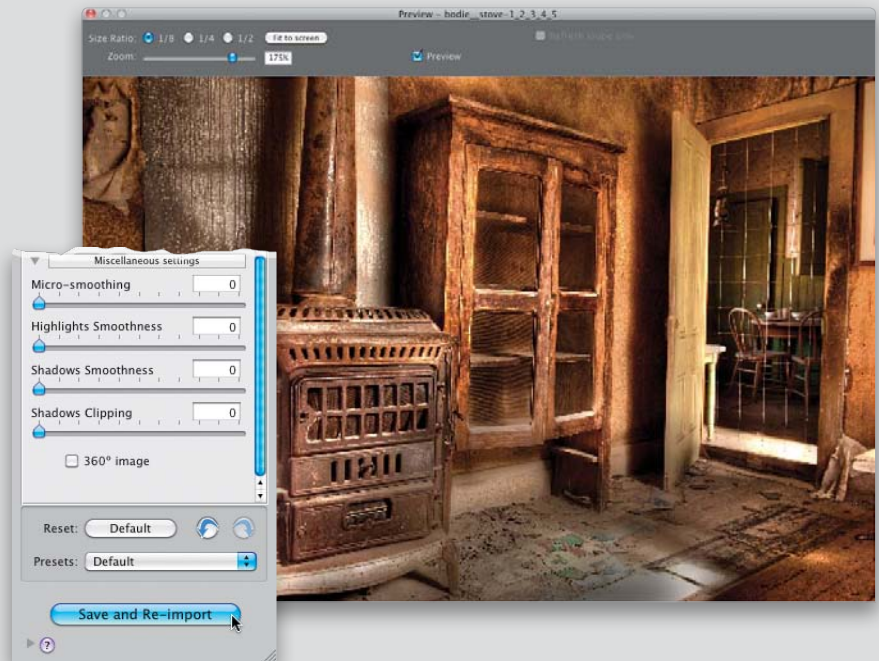 Preview – bodie__stove-1_2_3_4_5
Size Ratio: 1/8 1/4 1/2 Fit to screen
Zoom: 175% Preview
Miscellaneous settings
Micro-smoothing 0
Highlights Smoothness 0
Shadows Smoothness 0
Shadows Clipping 0
360° image
Reset: Default
Presets: Default
Save and Re-import
?